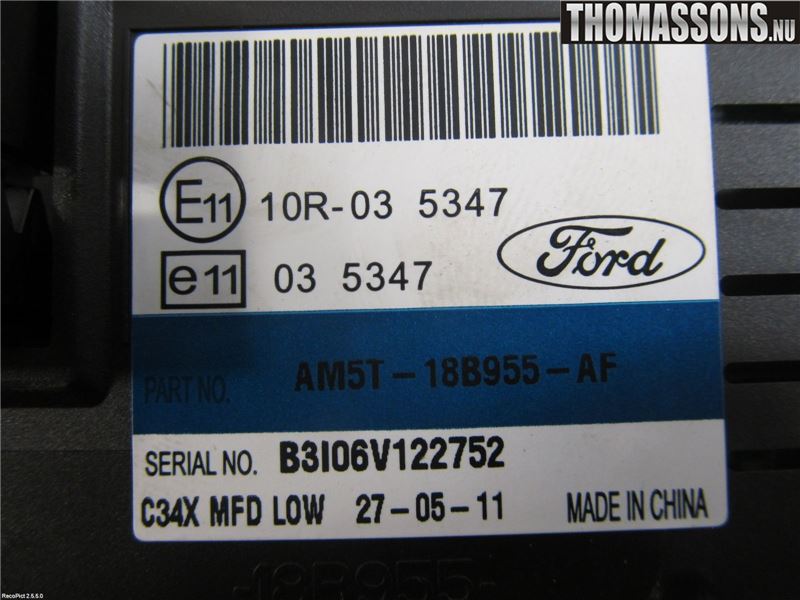 THOMASSONS.NU
E11 10R-03 5347
e11 03 5347
Ford
PART NO. AM5T-18B955-AF
SERIAL NO. B3I06V122752
C34X MFD LOW 27-05-11 MADE IN CHINA
-18B955-
RecoPict 2.5.5.0